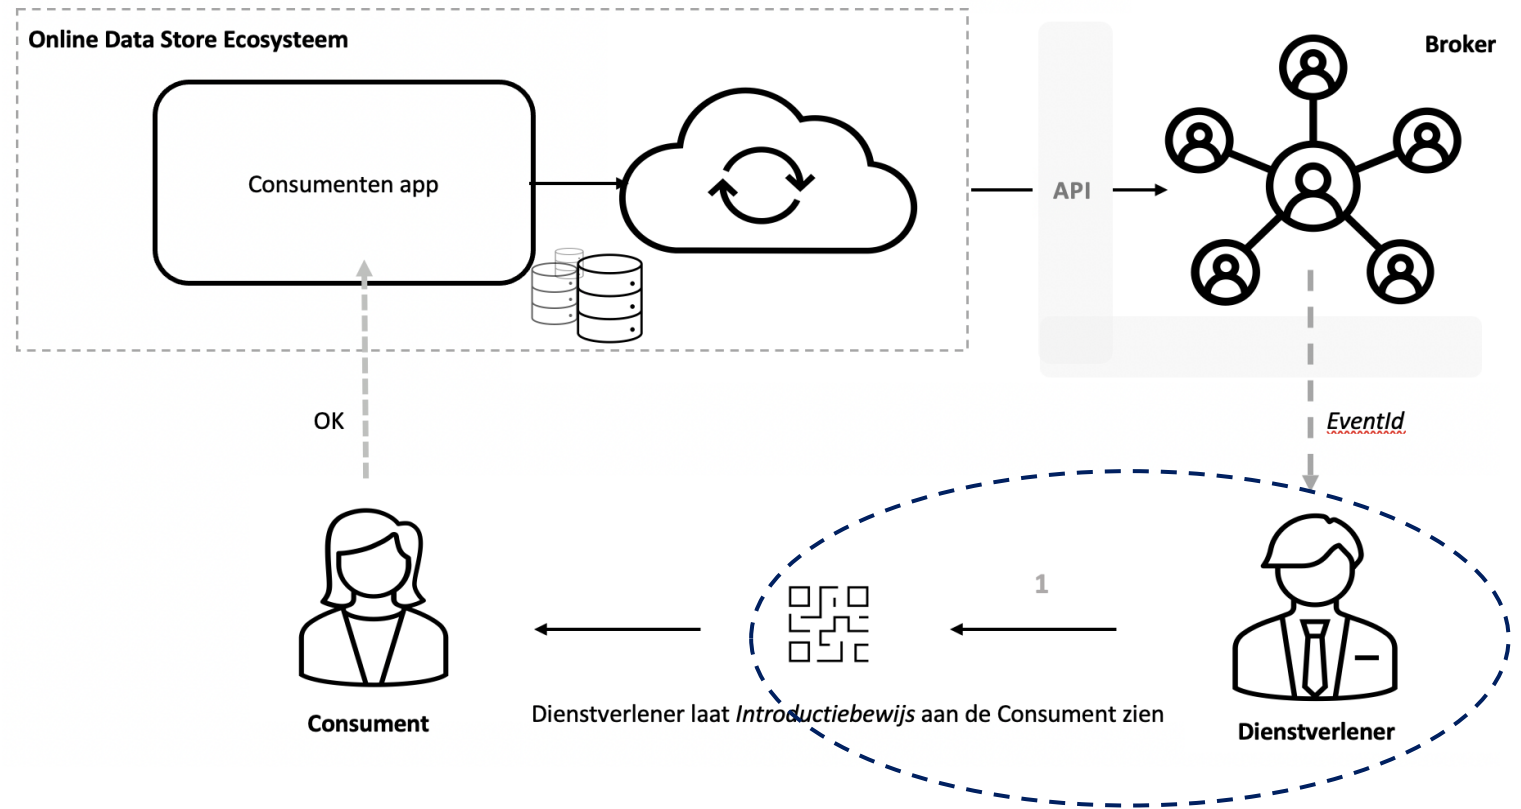 Online Data Store Ecosysteem
Broker
Consumenten app
API
OK
EventId
1
Dienstverlener laat Introductiebewijs aan de Consument zien
Consument
Dienstverlener